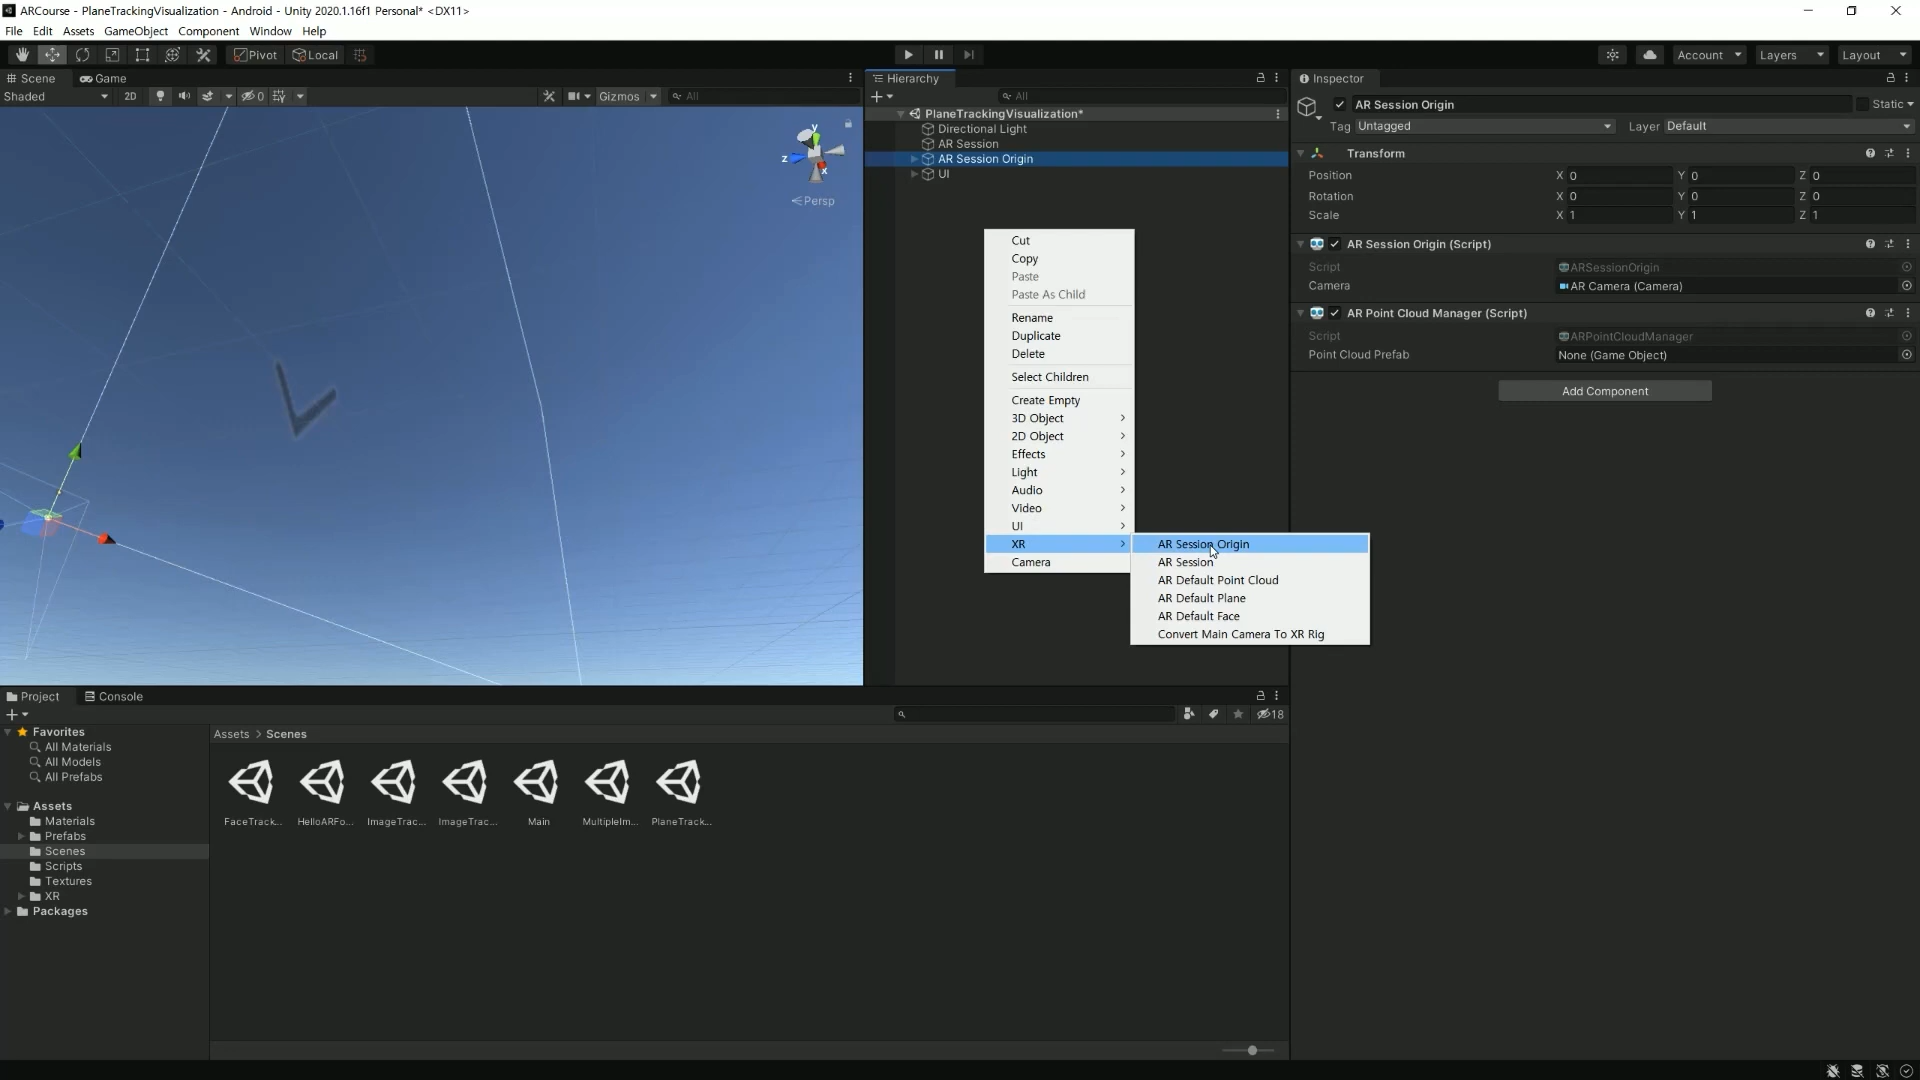 ARCourse - PlaneTrackingVisualization - Android - Unity 2020.1.16f1 Personal* <DX11>
File Edit Assets GameObject Component Window Help
Pivot Local
Account Layers Layout
Scene Game
Shaded 2D 0 Gizmos All
y
z
x
Persp
Hierarchy
All
PlaneTrackingVisualization*
Directional Light
AR Session
AR Session Origin
UI
Cut
Copy
Paste
Paste As Child
Rename
Duplicate
Delete
Select Children
Create Empty
3D Object
2D Object
Effects
Light
Audio
Video
UI
XR
Camera
AR Session Origin
AR Session
AR Default Point Cloud
AR Default Plane
AR Default Face
Convert Main Camera To XR Rig
Inspector
AR Session Origin Static
Tag Untagged Layer Default
Transform
Position X 0 Y 0 Z 0
Rotation X 0 Y 0 Z 0
Scale X 1 Y 1 Z 1
AR Session Origin (Script)
Script ARSessionOrigin
Camera AR Camera (Camera)
AR Point Cloud Manager (Script)
Script ARPointCloudManager
Point Cloud Prefab None (Game Object)
Add Component
Project Console
18
Favorites
All Materials
All Models
All Prefabs
Assets
Materials
Prefabs
Scenes
Scripts
Textures
XR
Packages
Assets > Scenes
FaceTrack... HelloARFo... ImageTrac... ImageTrac... Main MultipleIm... PlaneTrack...